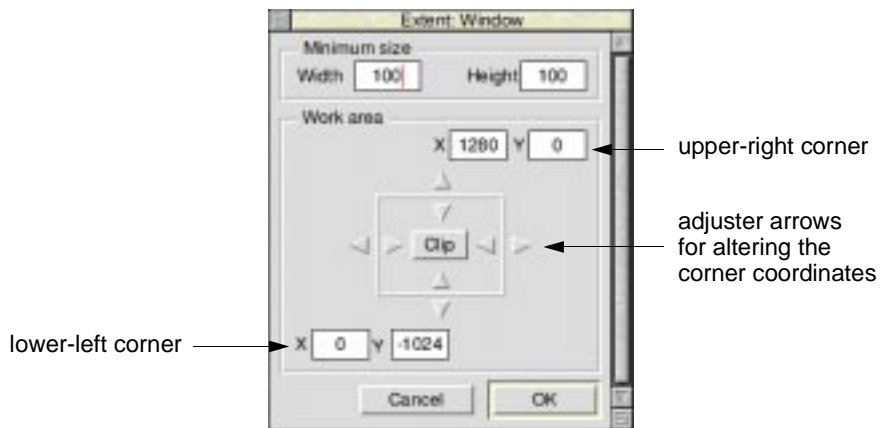 Extent: Window
Minimum size
Width 100 Height 100
Work area
X 1280 Y 0
upper-right corner
adjuster arrows
for altering the
corner coordinates
Clip
lower-left corner
X 0 Y -1024
Cancel OK